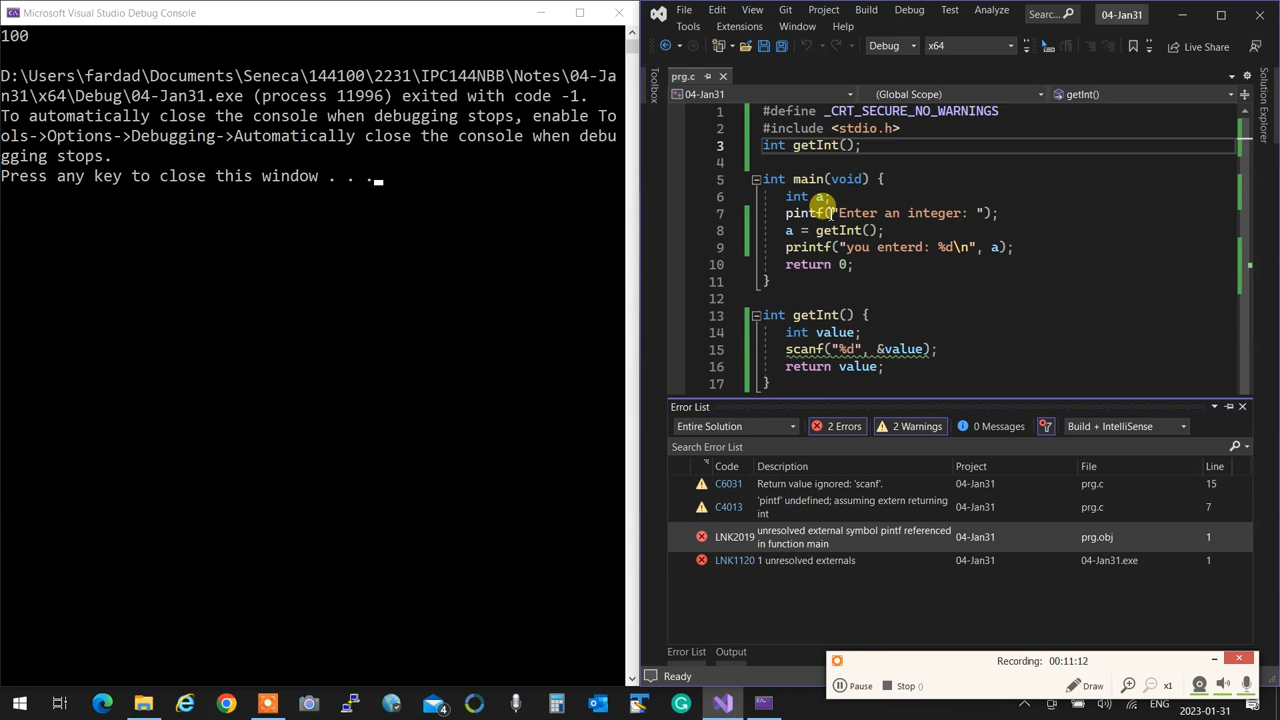 Microsoft Visual Studio Debug Console
100
D:\Users\fardad\Documents\Seneca\144100\2231\IPC144NBB\Notes\04-Ja
n31\x64\Debug\04-Jan31.exe (process 11996) exited with code -1.
To automatically close the console when debugging stops, enable To
ols->Options->Debugging->Automatically close the console when debu
gging stops.
Press any key to close this window . . .
File Edit View Git Project Build Debug Test Analyze
Tools Extensions Window Help
Searc...
04-Jan31
Debug x64 Live Share
Toolbox
Solution Explorer
prg.c
04-Jan31 (Global Scope) getInt()
1 #define _CRT_SECURE_NO_WARNINGS
2 #include <stdio.h>
3 int getInt();
4
5 int main(void) {
6 int a;
7 pintf("Enter an integer: ");
8 a = getInt();
9 printf("you enterd: %d\n", a);
10 return 0;
11 }
12
13 int getInt() {
14 int value;
15 scanf("%d", &value);
16 return value;
17 }
Error List
Entire Solution 2 Errors 2 Warnings 0 Messages Build + IntelliSense
Search Error List
Code Description Project File Line
C6031 Return value ignored: 'scanf'. 04-Jan31 prg.c 15
C4013 'pintf' undefined; assuming extern returning int 04-Jan31 prg.c 7
LNK2019 unresolved external symbol pintf referenced in function main 04-Jan31 prg.obj 1
LNK1120 1 unresolved externals 04-Jan31 04-Jan31.exe 1
Error List Output
Ready
Recording: 00:11:12
Pause Stop () Draw x1
4
ENG 2023-01-31